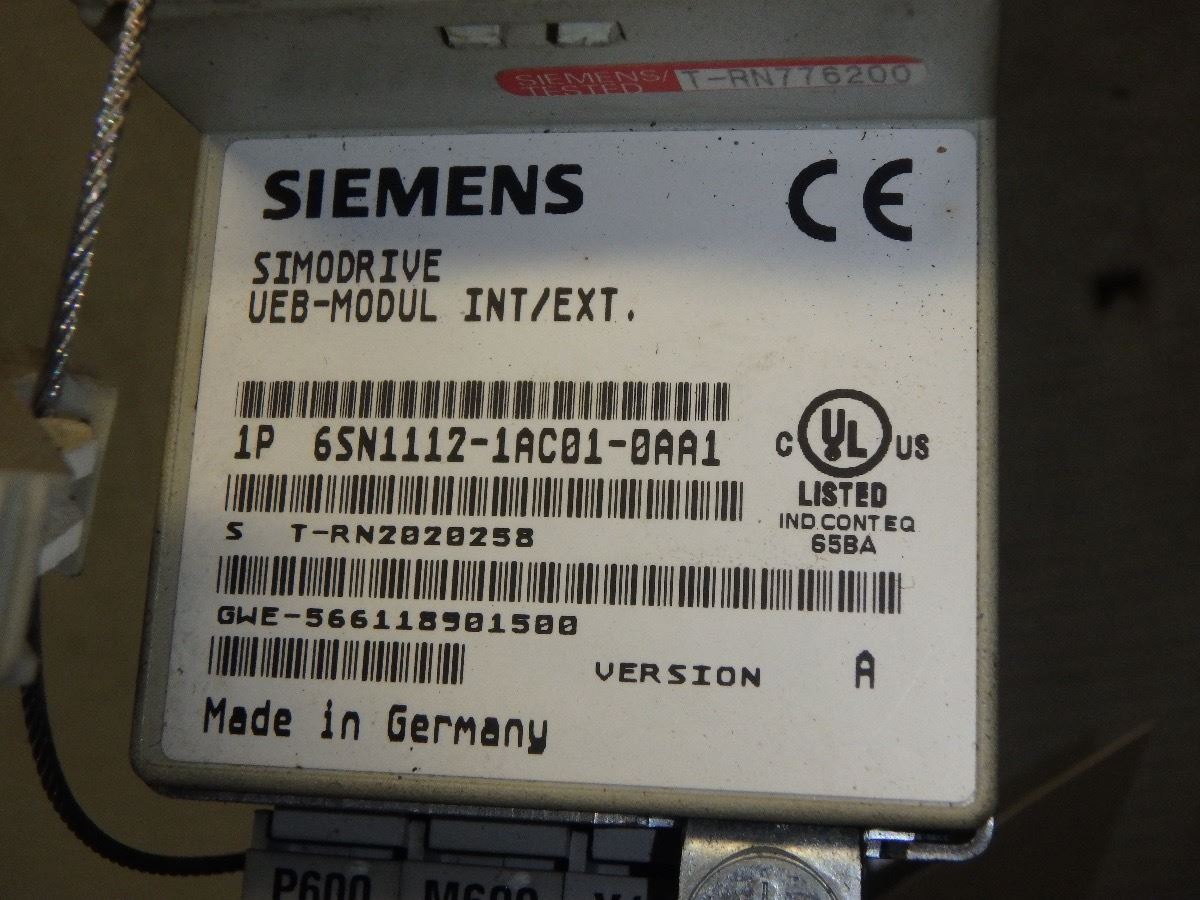 SIEMENS/ T-RN776200
TESTED
SIEMENS
CE
SIMODRIVE
UEB-MODUL INT/EXT.
1P 6SN1112-1AC01-0AA1
C UL US
LISTED
IND.CONT.EQ
65BA
S T-RN2020258
GWE-566118901500
VERSION A
Made in Germany
P600 M600